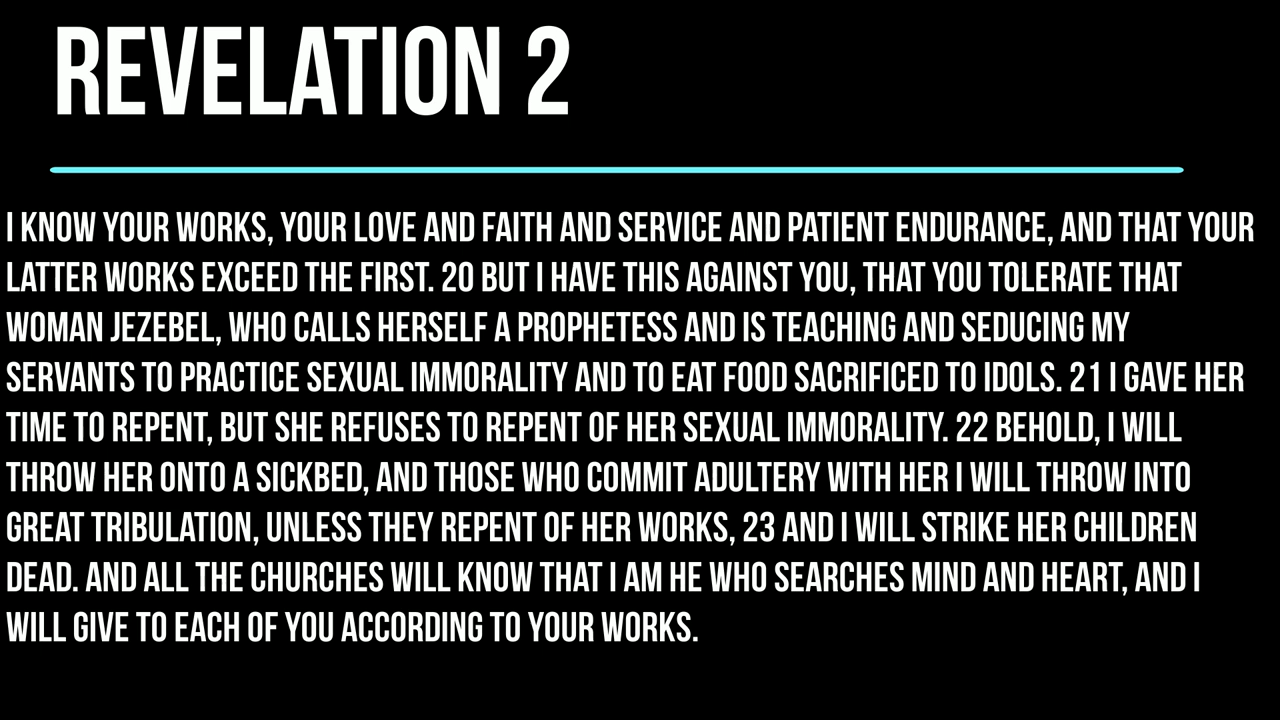 REVELATION 2
I KNOW YOUR WORKS, YOUR LOVE AND FAITH AND SERVICE AND PATIENT ENDURANCE, AND THAT YOUR
LATTER WORKS EXCEED THE FIRST. 20 BUT I HAVE THIS AGAINST YOU, THAT YOU TOLERATE THAT
WOMAN JEZEBEL, WHO CALLS HERSELF A PROPHETESS AND IS TEACHING AND SEDUCING MY
SERVANTS TO PRACTICE SEXUAL IMMORALITY AND TO EAT FOOD SACRIFICED TO IDOLS. 21 I GAVE HER
TIME TO REPENT, BUT SHE REFUSES TO REPENT OF HER SEXUAL IMMORALITY. 22 BEHOLD, I WILL
THROW HER ONTO A SICKBED, AND THOSE WHO COMMIT ADULTERY WITH HER I WILL THROW INTO
GREAT TRIBULATION, UNLESS THEY REPENT OF HER WORKS, 23 AND I WILL STRIKE HER CHILDREN
DEAD. AND ALL THE CHURCHES WILL KNOW THAT I AM HE WHO SEARCHES MIND AND HEART, AND I
WILL GIVE TO EACH OF YOU ACCORDING TO YOUR WORKS.